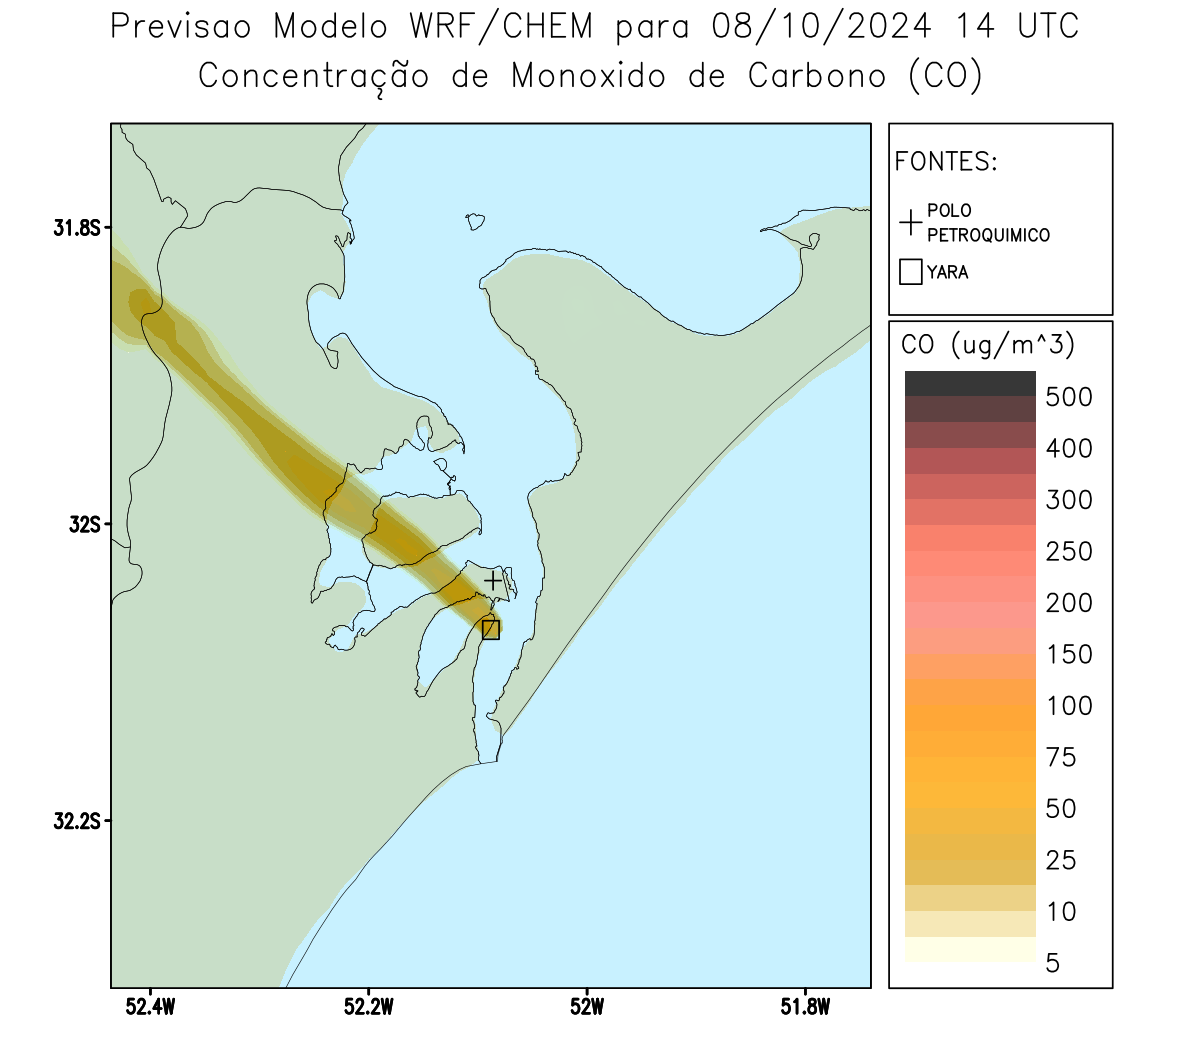 Previsao Modelo WRF/CHEM para 08/10/2024 14 UTC
Concentração de Monoxido de Carbono (CO)
FONTES:
POLO
PETROQUIMICO
YARA
31.8S
32S
32.2S
52.4W
52.2W
52W
51.8W
CO (ug/m^3)
500
400
300
250
200
150
100
75
50
25
10
5